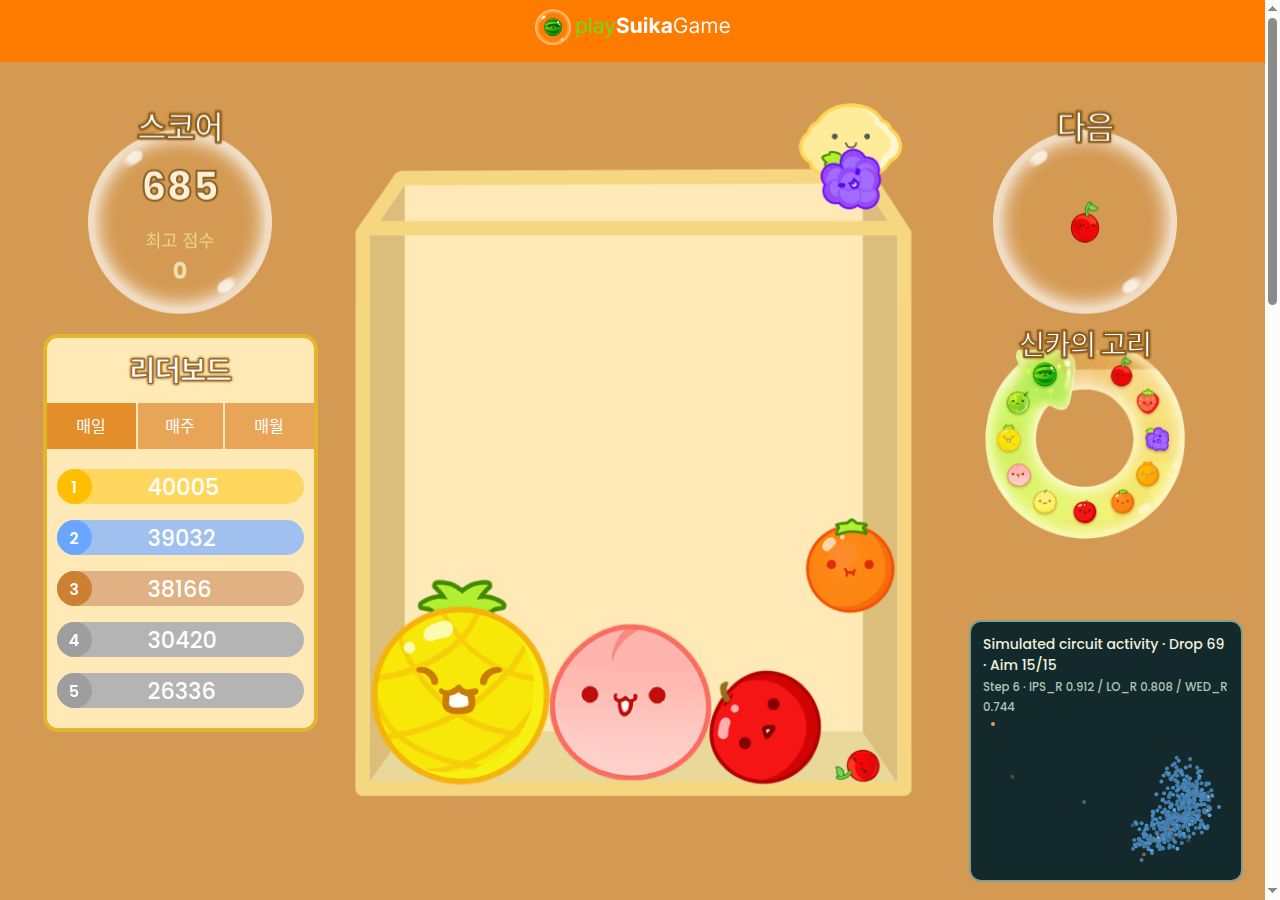 playSuikaGame
스코어
685
최고 점수
0
다음
리더보드
매일 매주 매월
1 40005
2 39032
3 38166
4 30420
5 26336
신카의 고리
Simulated circuit activity · Drop 69
· Aim 15/15
Step 6 · IPS_R 0.912 / LO_R 0.808 / WED_R
0.744